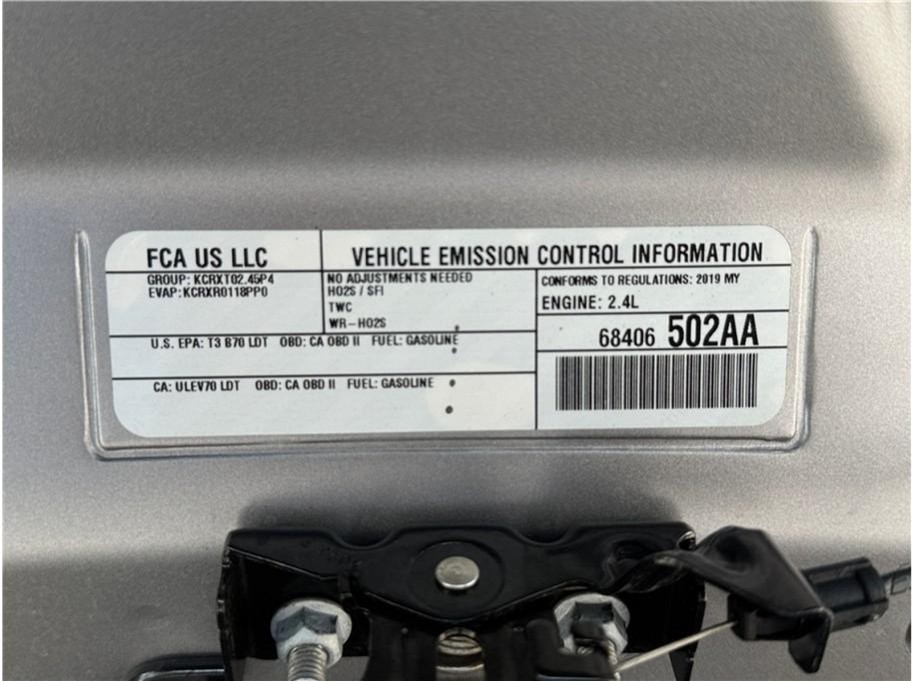 FCA US LLC
VEHICLE EMISSION CONTROL INFORMATION
GROUP: KCRXT02.45P4
EVAP: KCRXR0118PP0
NO ADJUSTMENTS NEEDED
HO2S / SFI
TWC
WR-HO2S
CONFORMS TO REGULATIONS: 2019 MY
ENGINE: 2.4L
68406 502AA
U.S. EPA: T3 B70 LDT OBD: CA OBD II FUEL: GASOLINE
CA: ULEV70 LDT OBD: CA OBD II FUEL: GASOLINE